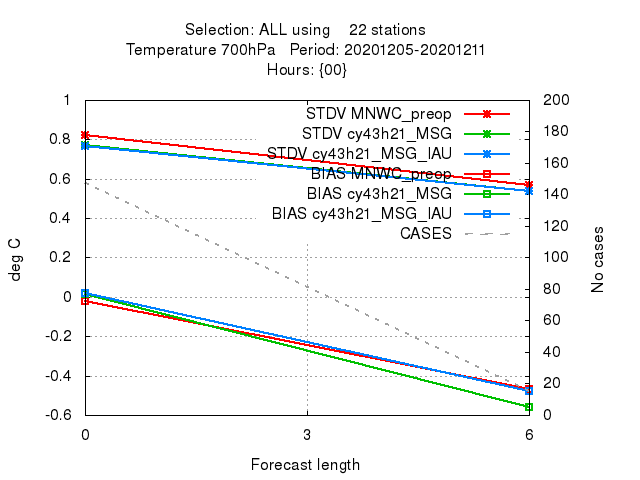 Selection: ALL using    22 stations
Temperature 700hPa   Period: 20201205-20201211
Hours: {00}
1
0.8
0.6
0.4
0.2
0
-0.2
-0.4
-0.6
deg C
STDV MNWC_preop
STDV cy43h21_MSG
STDV cy43h21_MSG_IAU
BIAS MNWC_preop
BIAS cy43h21_MSG
BIAS cy43h21_MSG_IAU
CASES
200
180
160
140
120
100
80
60
40
20
0
No cases
0 3 6
Forecast length